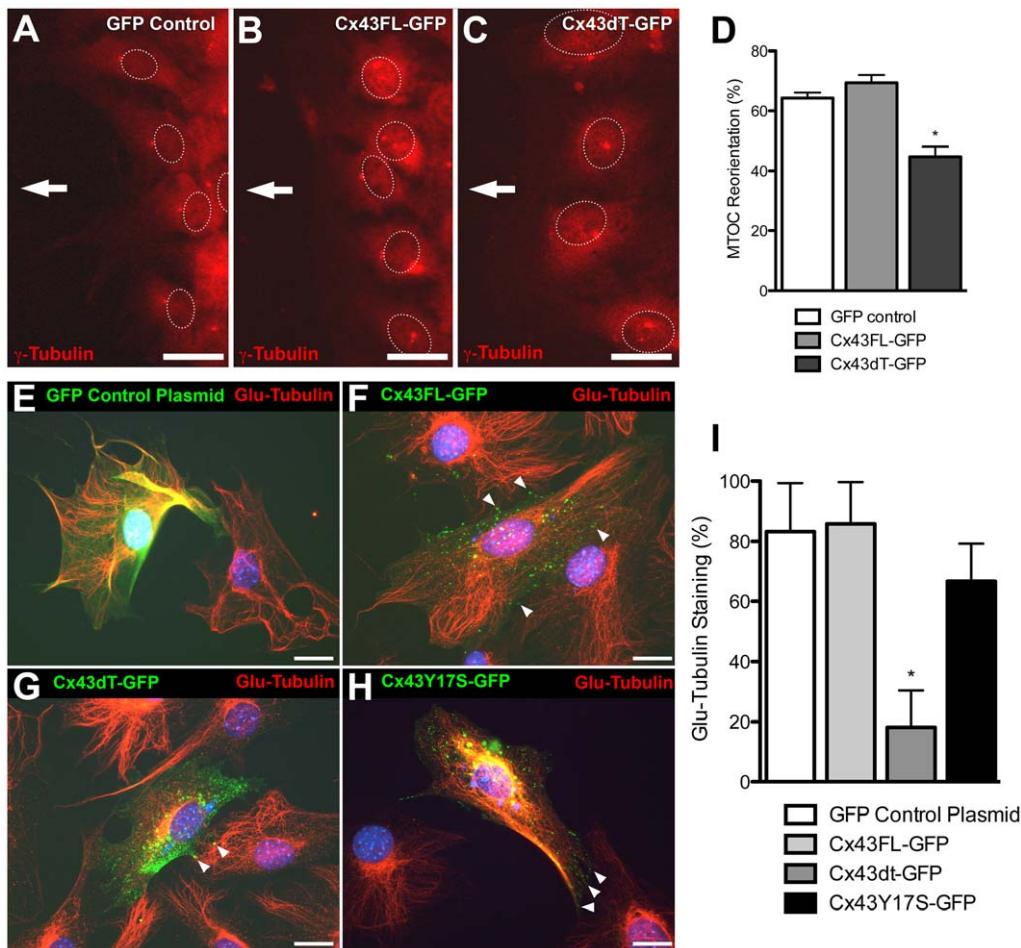 A
GFP Control
γ-Tubulin
B
Cx43FL-GFP
γ-Tubulin
C
Cx43dT-GFP
γ-Tubulin
D
MTOC Reorientation (%)
80
60
40
20
0
*
GFP control
Cx43FL-GFP
Cx43dT-GFP
E
GFP Control Plasmid Glu-Tubulin
F
Cx43FL-GFP Glu-Tubulin
G
Cx43dT-GFP Glu-Tubulin
H
Cx43Y17S-GFP Glu-Tubulin
I
Glu-Tubulin Staining (%)
100
80
60
40
20
0
*
GFP Control Plasmid
Cx43FL-GFP
Cx43dt-GFP
Cx43Y17S-GFP